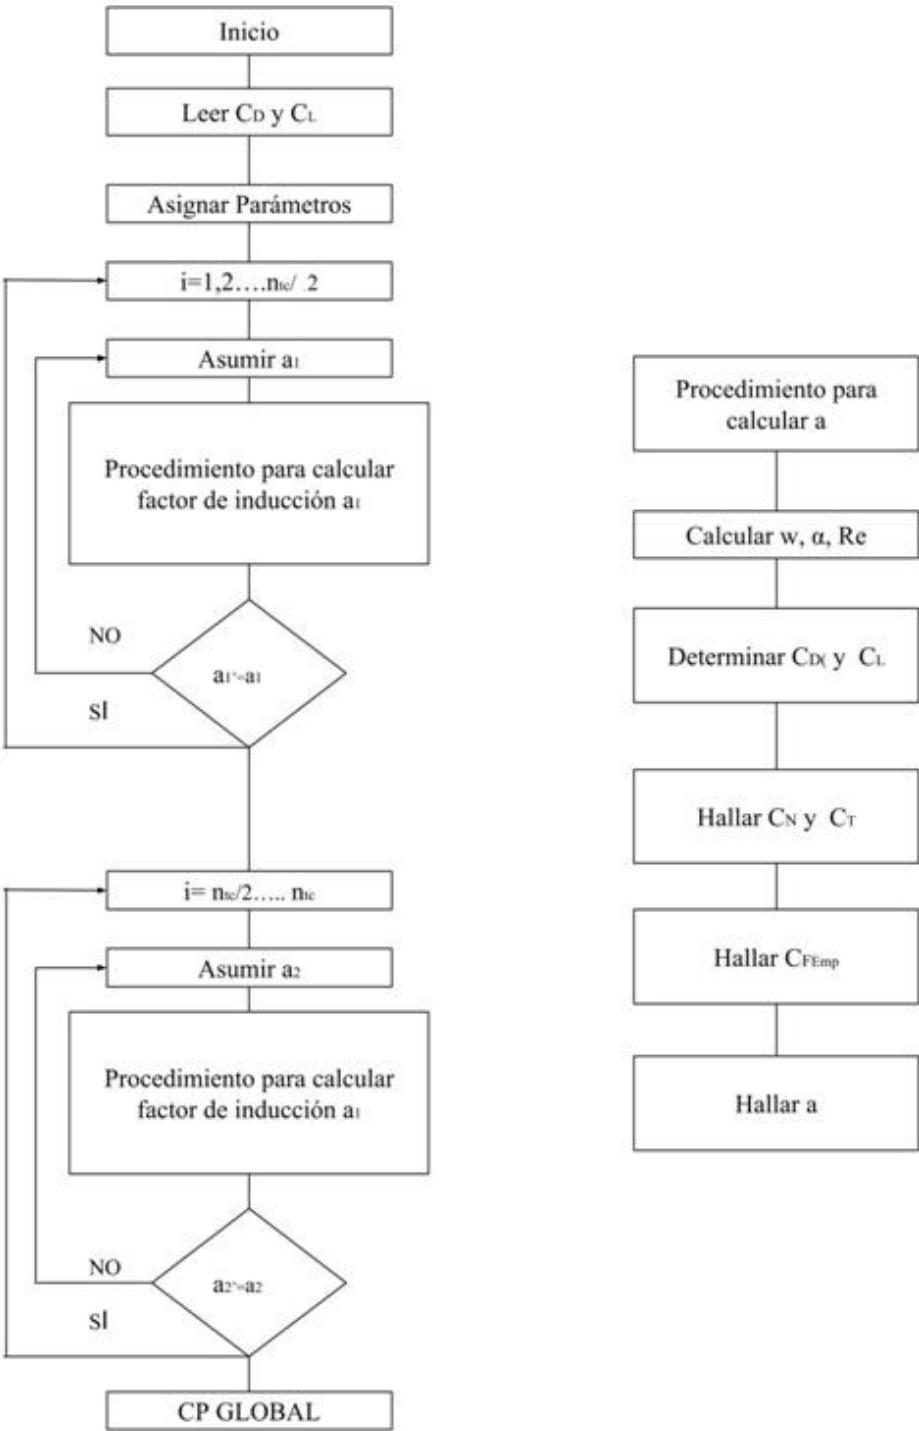 Inicio
Leer CD y CL
Asignar Parámetros
i=1,2….ntc/ .2
Asumir a1
Procedimiento para calcular
factor de inducción a1
NO
a1'=a1
SÍ
i= ntc/2….. ntc
Asumir a2
Procedimiento para calcular
factor de inducción a1
NO
a2'=a2
SÍ
CP GLOBAL
Procedimiento para
calcular a
Calcular w, α, Re
Determinar CD( y CL
Hallar CN y CT
Hallar CFEmp
Hallar a